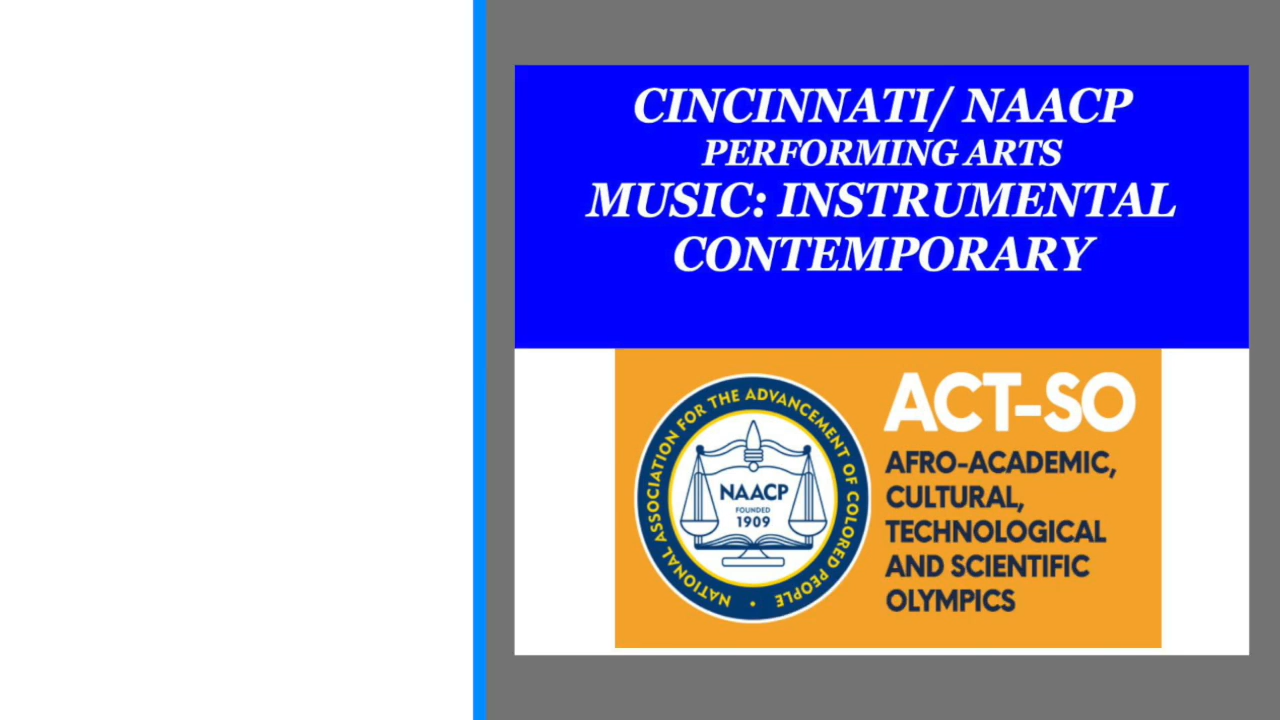 CINCINNATI/ NAACP
PERFORMING ARTS
MUSIC: INSTRUMENTAL
CONTEMPORARY
NATIONAL ASSOCIATION FOR THE ADVANCEMENT OF COLORED PEOPLE
NAACP
FOUNDED
1909
ACT-SO
AFRO-ACADEMIC,
CULTURAL,
TECHNOLOGICAL
AND SCIENTIFIC
OLYMPICS